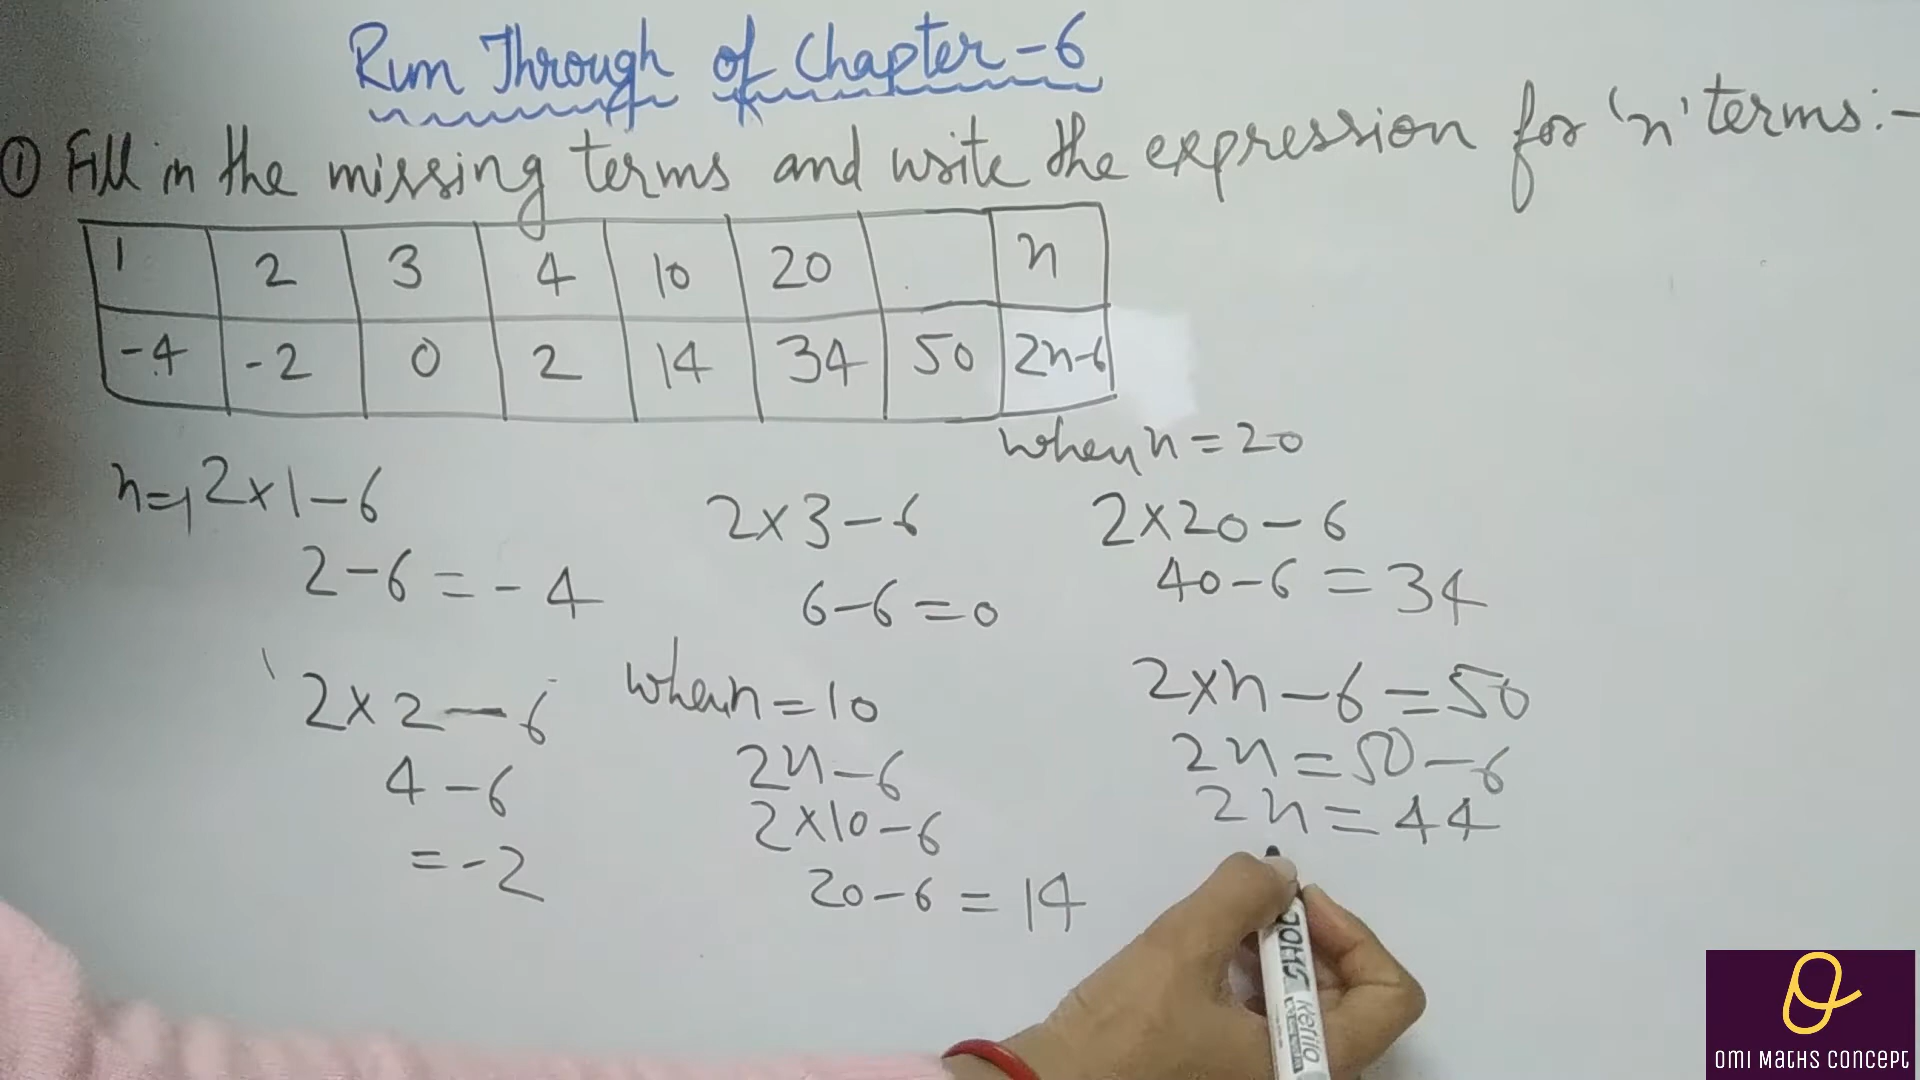 Run Through of Chapter-6
① Fill in the missing terms and write the expression for 'n' terms:-
1 2 3 4 10 20 n
-4 -2 0 2 14 34 50 2n-6
n=1 2×1-6
2-6=-4
2×2-6
4-6
=-2
2×3-6
6-6=0
when n=10
2n-6
2×10-6
20-6=14
when n=20
2×20-6
40-6=34
2×n-6=50
2n=50-6
2n=44
Kerilo
OMI MATHS CONCEPT